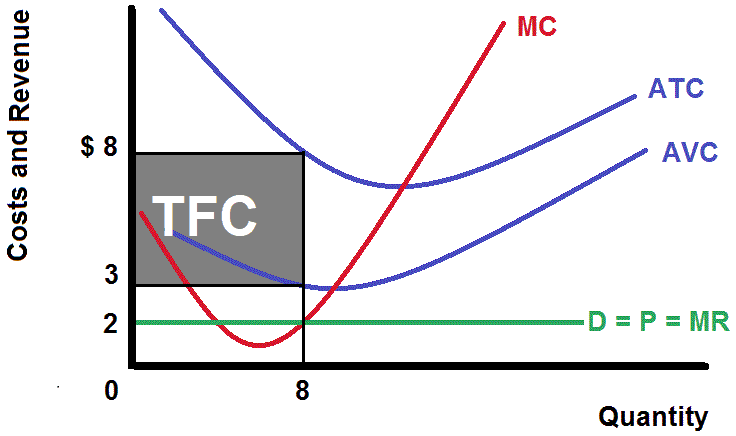 Costs and Revenue
MC
ATC
AVC
$ 8
TFC
3
2
D = P = MR
0
8
Quantity